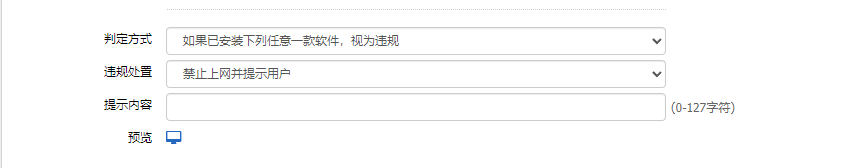 判定方式 如果已安装下列任意一款软件，视为违规
违规处置 禁止上网并提示用户
提示内容 (0-127字符)
预览